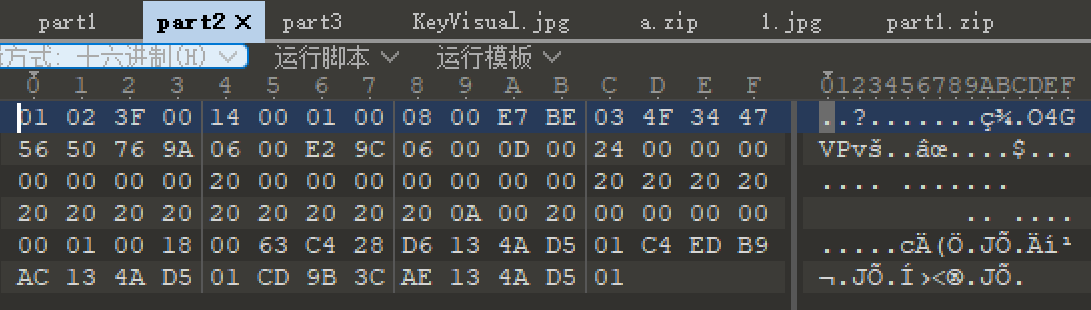 part1 part2 × part3 KeyVisual.jpg a.zip 1.jpg part1.zip
方式: 十六进制(H) 运行脚本 运行模板
0 1 2 3 4 5 6 7 8 9 A B C D E F 0123456789ABCDEF
01 02 3F 00 14 00 01 00 08 00 E7 BE 03 4F 34 47 ..?.......ç¾.O4G
56 50 76 9A 06 00 E2 9C 06 00 0D 00 24 00 00 00 VPvš..âœ....$...
00 00 00 00 20 00 00 00 00 00 00 00 20 20 20 20 .... .......
20 20 20 20 20 20 20 20 20 0A 00 20 00 00 00 00 .. ....
00 01 00 18 00 63 C4 28 D6 13 4A D5 01 C4 ED B9 .....cÄ(Ö.JÕ.Äí¹
AC 13 4A D5 01 CD 9B 3C AE 13 4A D5 01 ¬.JÕ.Í›<®.JÕ.